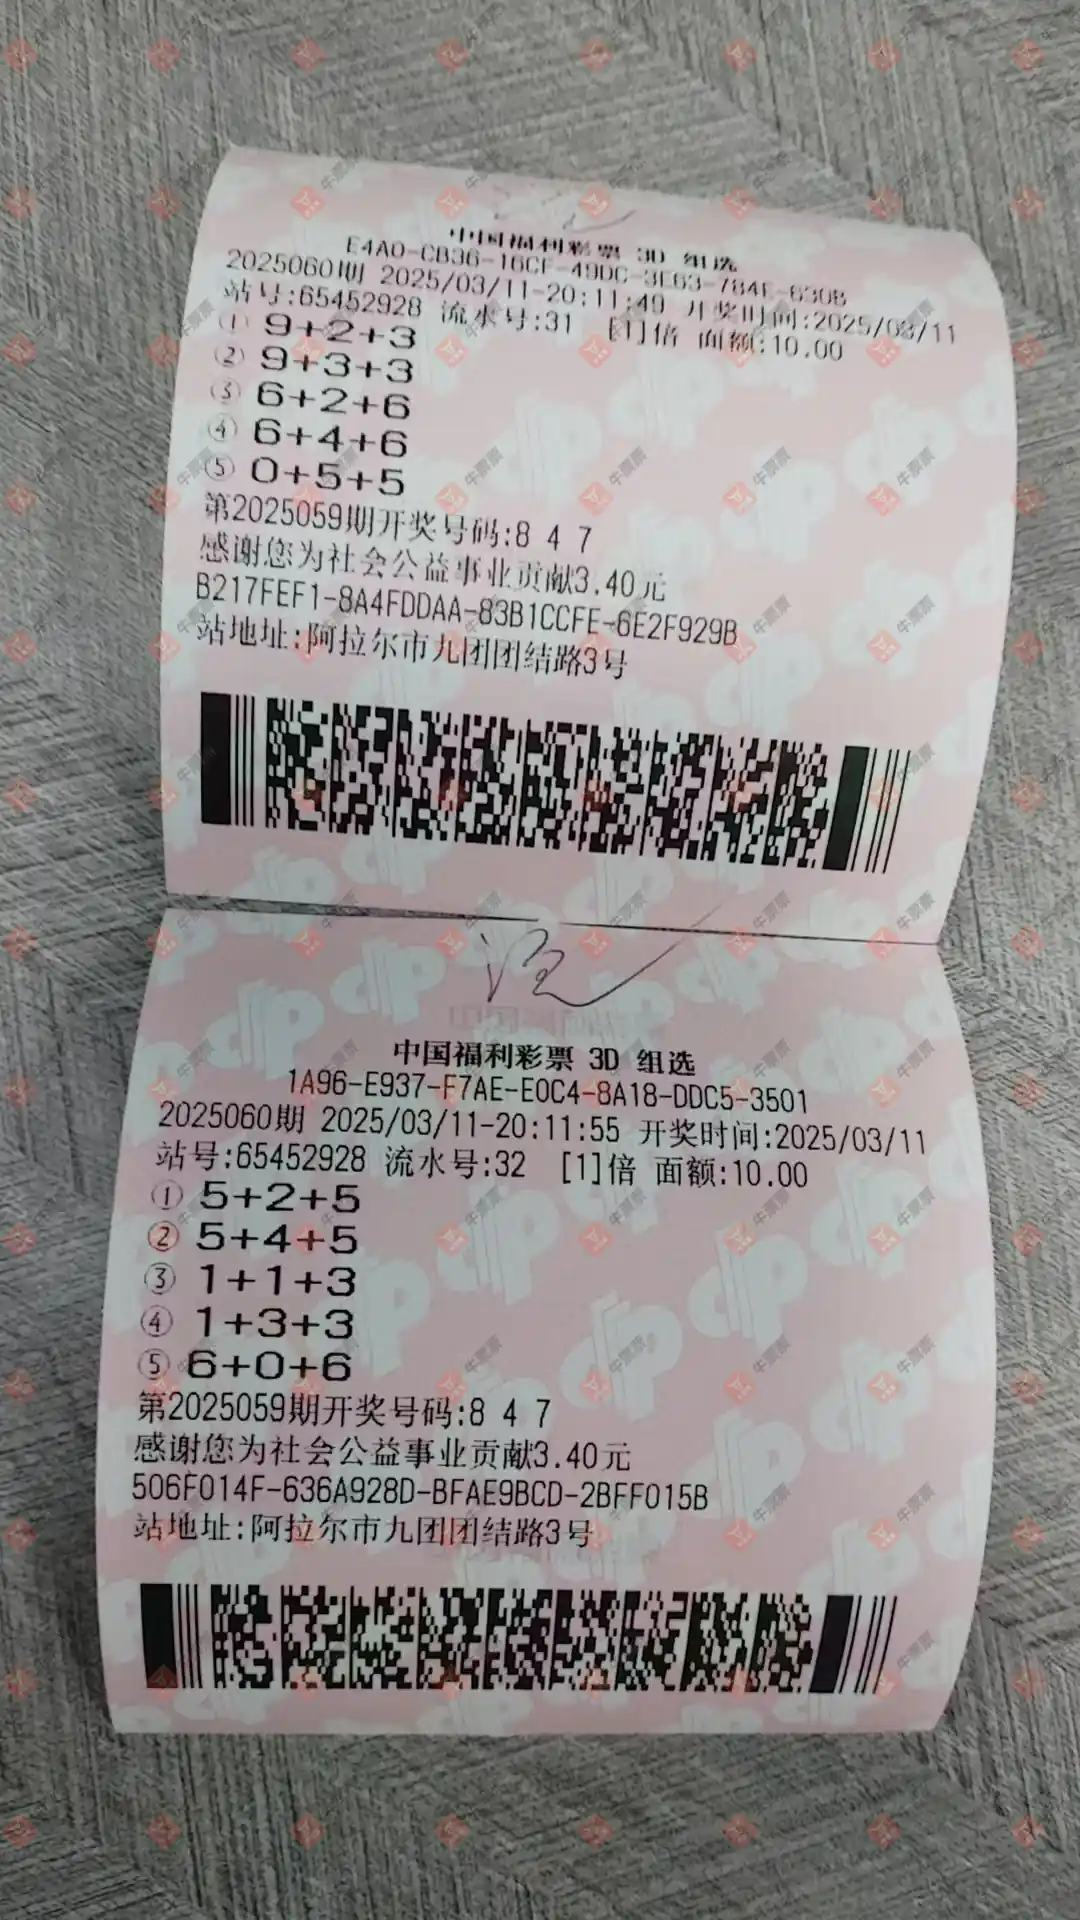 中国福利彩票 3D 组选
E4A0-CB36-16CF-49DC-3E63-784E-630B
2025060期 2025/03/11-20:11:49 开奖时间:2025/03/11
站号:65452928 流水号:31 [1]倍 面额:10.00
① 9+2+3
② 9+3+3
③ 6+2+6
④ 6+4+6
⑤ 0+5+5
第2025059期开奖号码:8 4 7
感谢您为社会公益事业贡献3.40元
B217FEF1-8A4FDDAA-83B1CCFE-6E2F929B
站地址:阿拉尔市九团团结路3号
中国福利彩票 3D 组选
1A96-E937-F7AE-E0C4-8A18-DDC5-3501
2025060期 2025/03/11-20:11:55 开奖时间:2025/03/11
站号:65452928 流水号:32 [1]倍 面额:10.00
① 5+2+5
② 5+4+5
③ 1+1+3
④ 1+3+3
⑤ 6+0+6
第2025059期开奖号码:8 4 7
感谢您为社会公益事业贡献3.40元
506F014F-636A928D-BFAE9BCD-2BFF015B
站地址:阿拉尔市九团团结路3号
牛票票